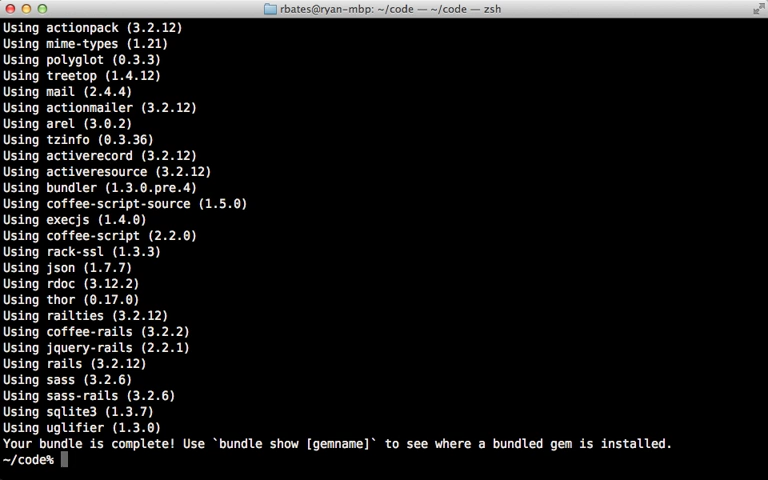 rbates@ryan-mbp: ~/code — ~/code — zsh
Using actionpack (3.2.12)
Using mime-types (1.21)
Using polyglot (0.3.3)
Using treetop (1.4.12)
Using mail (2.4.4)
Using actionmailer (3.2.12)
Using arel (3.0.2)
Using tzinfo (0.3.36)
Using activerecord (3.2.12)
Using activeresource (3.2.12)
Using bundler (1.3.0.pre.4)
Using coffee-script-source (1.5.0)
Using execjs (1.4.0)
Using coffee-script (2.2.0)
Using rack-ssl (1.3.3)
Using json (1.7.7)
Using rdoc (3.12.2)
Using thor (0.17.0)
Using railties (3.2.12)
Using coffee-rails (3.2.2)
Using jquery-rails (2.2.1)
Using rails (3.2.12)
Using sass (3.2.6)
Using sass-rails (3.2.6)
Using sqlite3 (1.3.7)
Using uglifier (1.3.0)
Your bundle is complete! Use `bundle show [gemname]` to see where a bundled gem is installed.
~/code%